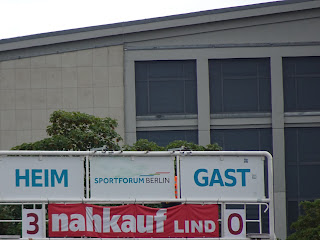 HEIM SPORTFORUM BERLIN GAST
3 nahkauf LIND 0